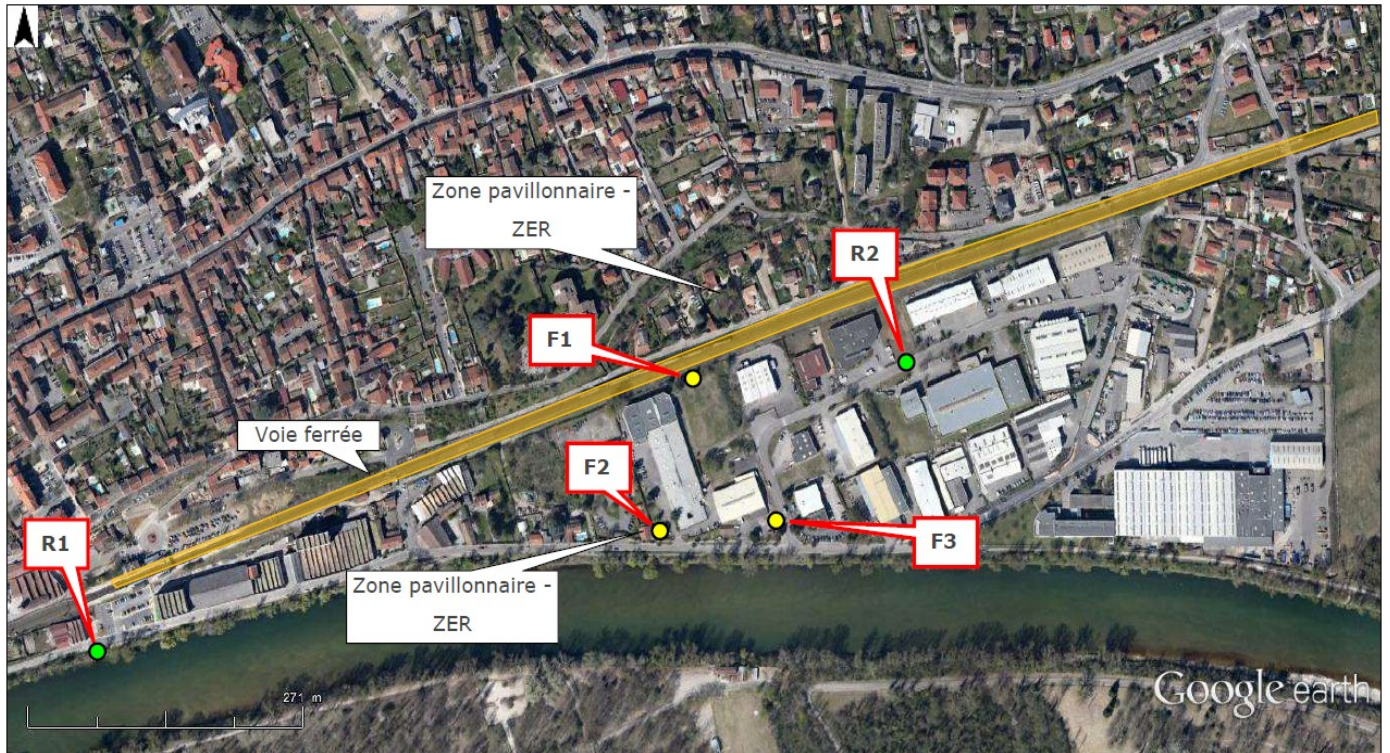 Zone pavillonnaire -
ZER
R2
F1
Voie ferrée
F2
R1
F3
Zone pavillonnaire -
ZER
271 m
Google earth